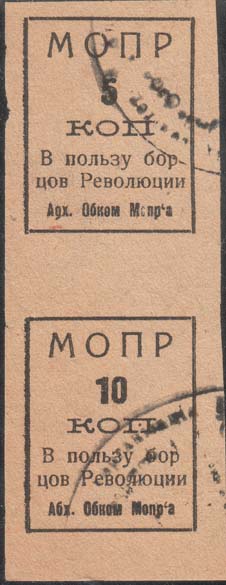 МОПР
5
КОП
В пользу бор-
цов Революции
Арх. Обком Мопр'а
МОПР
10
КОП
В пользу бор
цов Революции
Абх. Обком Мопр'а